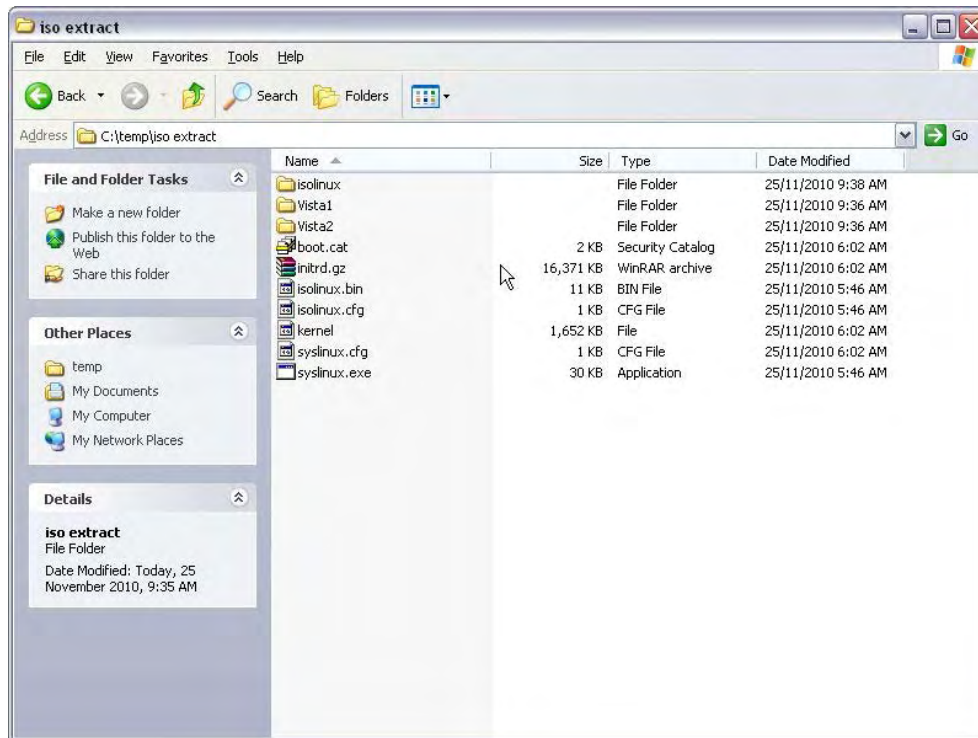 iso extract
File Edit View Favorites Tools Help
Back Search Folders
Address C:\temp\iso extract Go
File and Folder Tasks
Make a new folder
Publish this folder to the
Web
Share this folder
Other Places
temp
My Documents
My Computer
My Network Places
Details
iso extract
File Folder
Date Modified: Today, 25
November 2010, 9:35 AM
Name Size Type Date Modified
isolinux File Folder 25/11/2010 9:38 AM
Vista1 File Folder 25/11/2010 9:36 AM
Vista2 File Folder 25/11/2010 9:36 AM
boot.cat 2 KB Security Catalog 25/11/2010 6:02 AM
initrd.gz 16,371 KB WinRAR archive 25/11/2010 6:02 AM
isolinux.bin 11 KB BIN File 25/11/2010 5:46 AM
isolinux.cfg 1 KB CFG File 25/11/2010 5:46 AM
kernel 1,652 KB File 25/11/2010 6:02 AM
syslinux.cfg 1 KB CFG File 25/11/2010 6:02 AM
syslinux.exe 30 KB Application 25/11/2010 5:46 AM